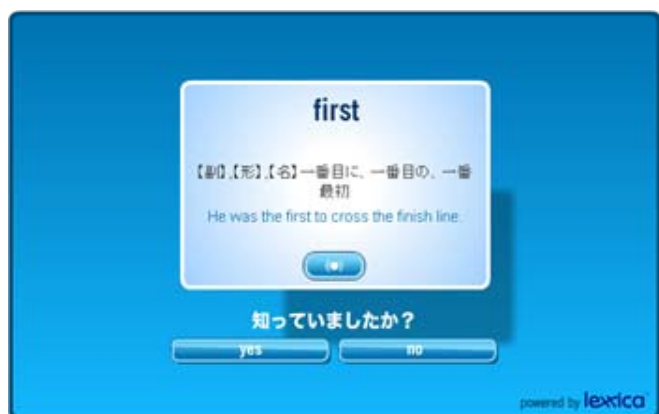 first
【副】,【形】,【名】一番目に、一番目の、一番
最初
He was the first to cross the finish line.
知っていましたか？
yes
no
powered by lexxica